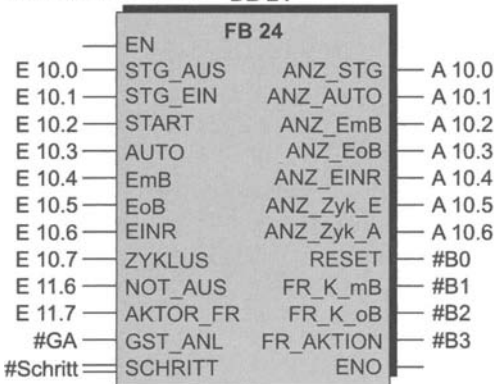 FB 24
EN
E 10.0 STG_AUS ANZ_STG A 10.0
E 10.1 STG_EIN ANZ_AUTO A 10.1
E 10.2 START ANZ_EmB A 10.2
E 10.3 AUTO ANZ_EoB A 10.3
E 10.4 EmB ANZ_EINR A 10.4
E 10.5 EoB ANZ_Zyk_E A 10.5
E 10.6 EINR ANZ_Zyk_A A 10.6
E 10.7 ZYKLUS RESET #B0
E 11.6 NOT_AUS FR_K_mB #B1
E 11.7 AKTOR_FR FR_K_oB #B2
#GA GST_ANL FR_AKTION #B3
#Schritt SCHRITT ENO